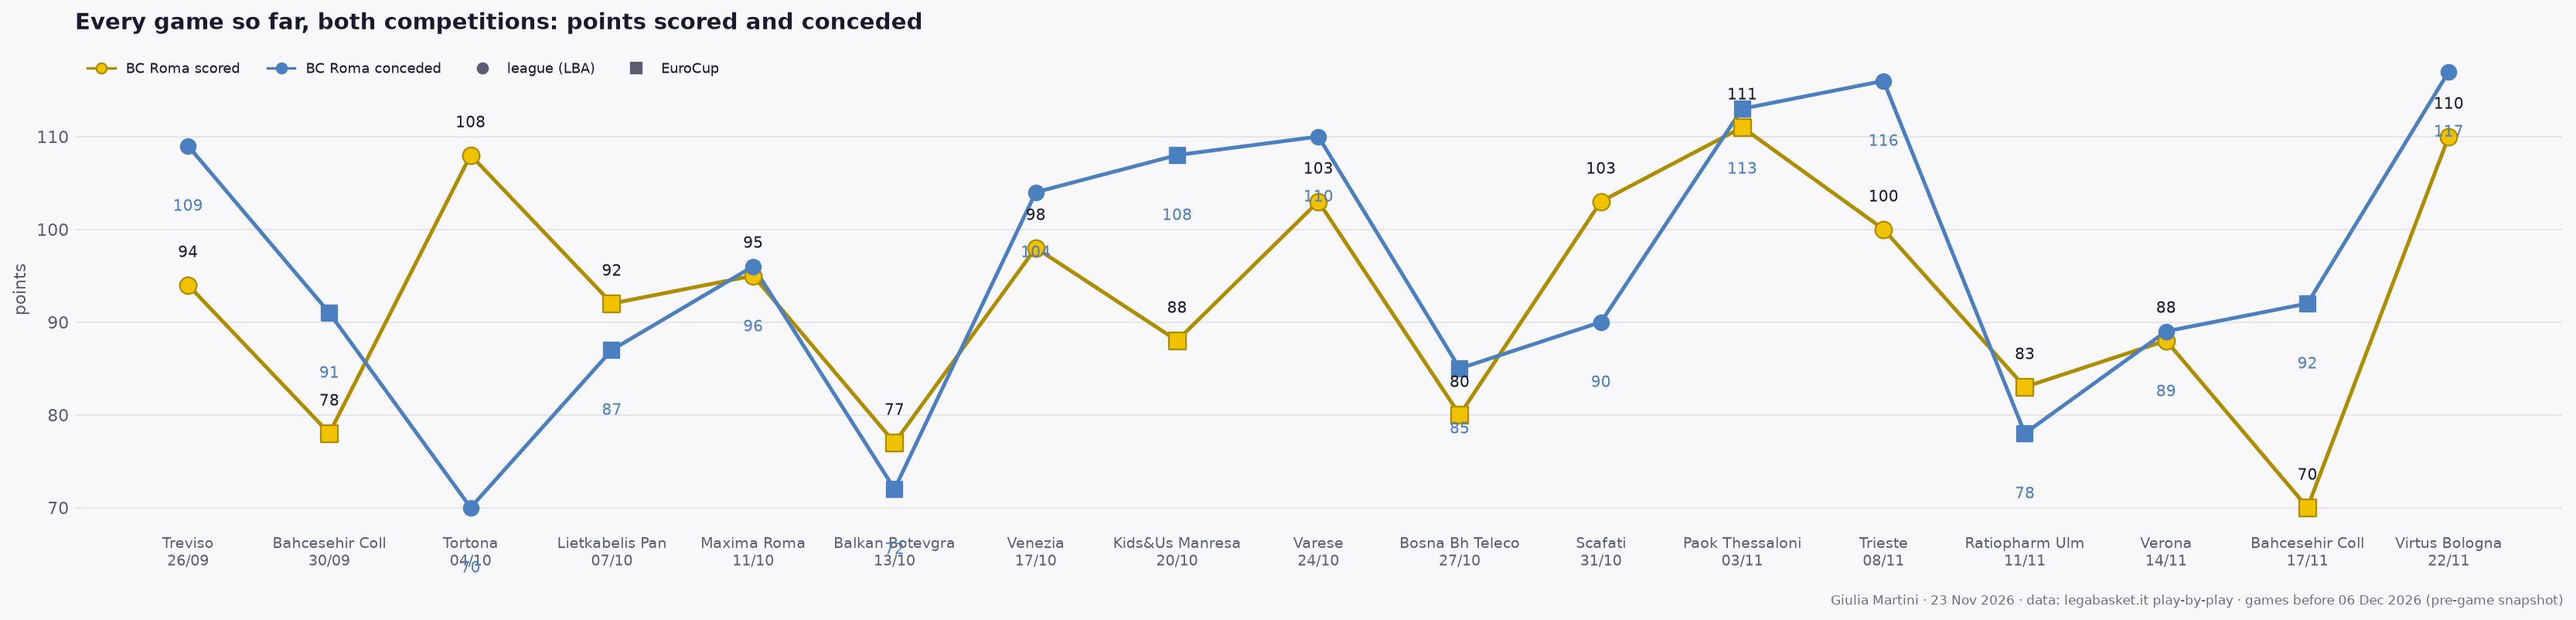 Every game so far, both competitions: points scored and conceded
BC Roma scored
BC Roma conceded
league (LBA)
EuroCup
points
110
100
90
80
70
109
94
91
78
108
70
92
87
95
96
77
72
98
104
108
88
103
110
80
85
103
90
111
113
116
100
83
78
88
89
92
70
110
117
Treviso
26/09
Bahcesehir Coll
30/09
Tortona
04/10
Lietkabelis Pan
07/10
Maxima Roma
11/10
Balkan Botevgra
13/10
Venezia
17/10
Kids&Us Manresa
20/10
Varese
24/10
Bosna Bh Teleco
27/10
Scafati
31/10
Paok Thessaloni
03/11
Trieste
08/11
Ratiopharm Ulm
11/11
Verona
14/11
Bahcesehir Coll
17/11
Virtus Bologna
22/11
Giulia Martini · 23 Nov 2026 · data: legabasket.it play-by-play · games before 06 Dec 2026 (pre-game snapshot)